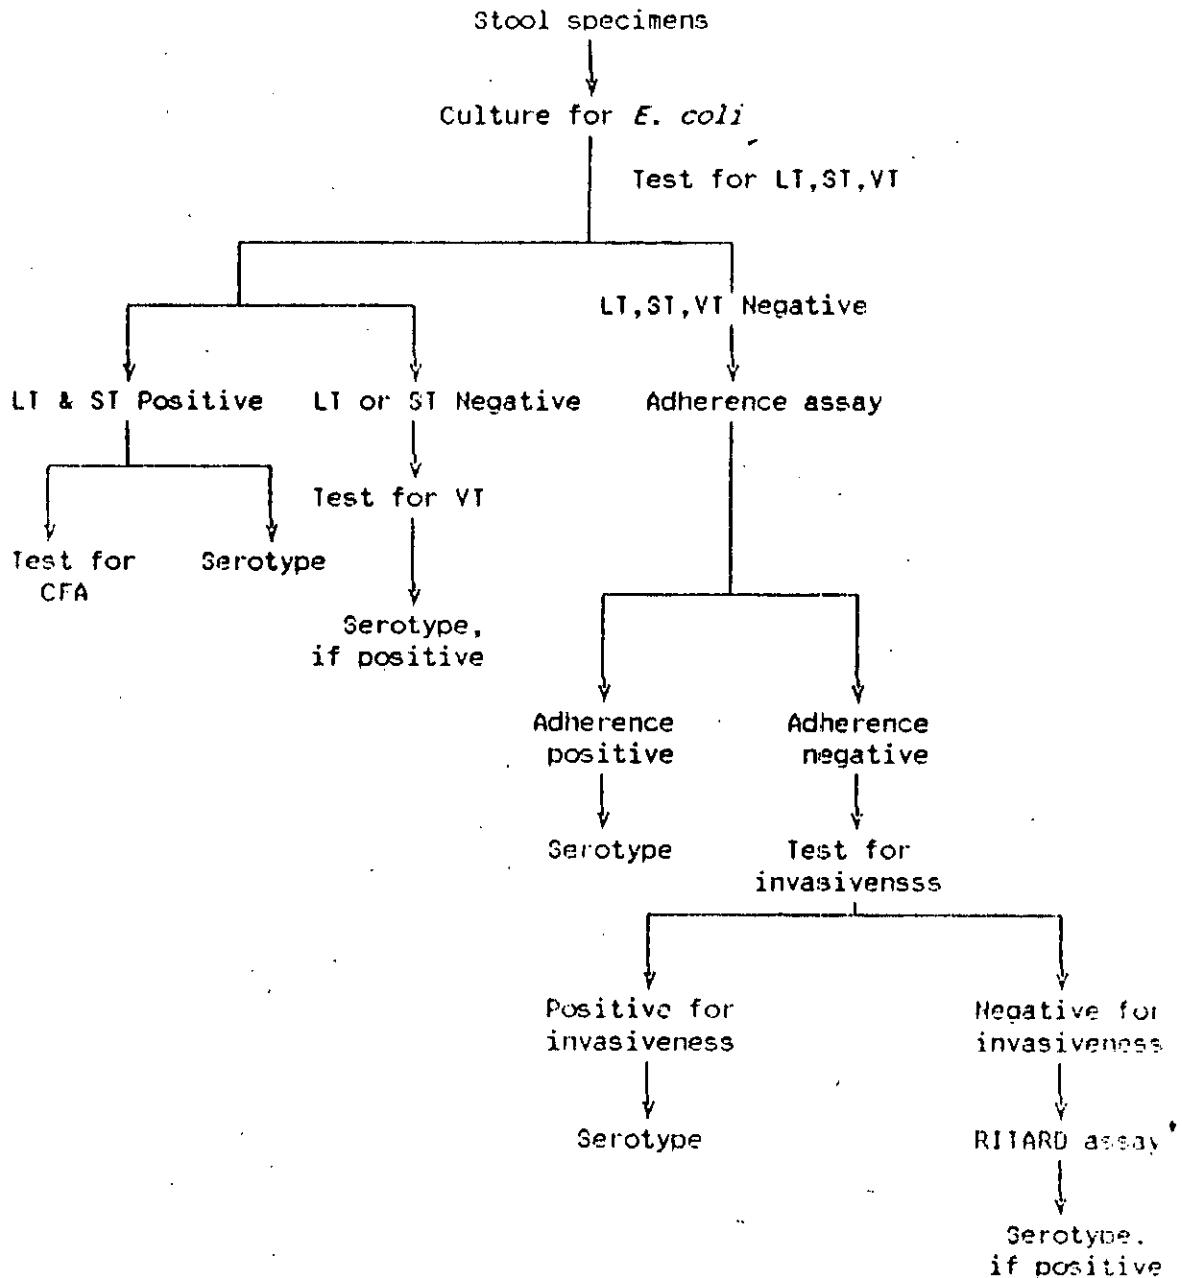 Stool specimens
Culture for E. coli
Test for LT,ST,VT
LT,ST,VT Negative
LT & ST Positive
LT or ST Negative
Adherence assay
Test for VT
Test for
CFA
Serotype
Serotype,
if positive
Adherence
positive
Adherence
negative
Serotype
Test for
invasivensss
Positive for
invasiveness
Negative for
invasiveness
Serotype
RITARD assay
Serotype.
if positive